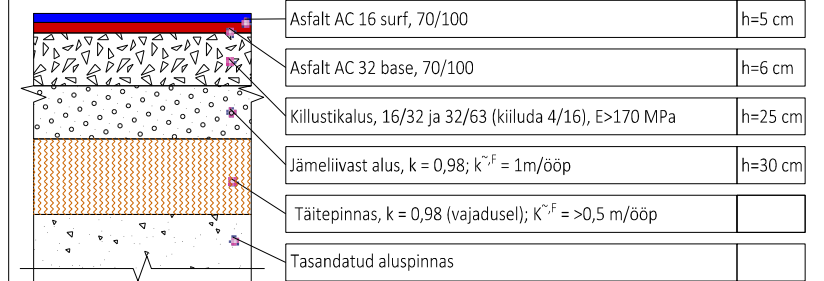 Asfalt AC 16 surf, 70/100 h=5 cm
Asfalt AC 32 base, 70/100 h=6 cm
Killustikalus, 16/32 ja 32/63 (kiiluda 4/16), E>170 MPa h=25 cm
Jämeliivast alus, k = 0,98; k~,F = 1m/ööp h=30 cm
Täitepinnas, k = 0,98 (vajadusel); K~,F = >0,5 m/ööp
Tasandatud aluspinnas